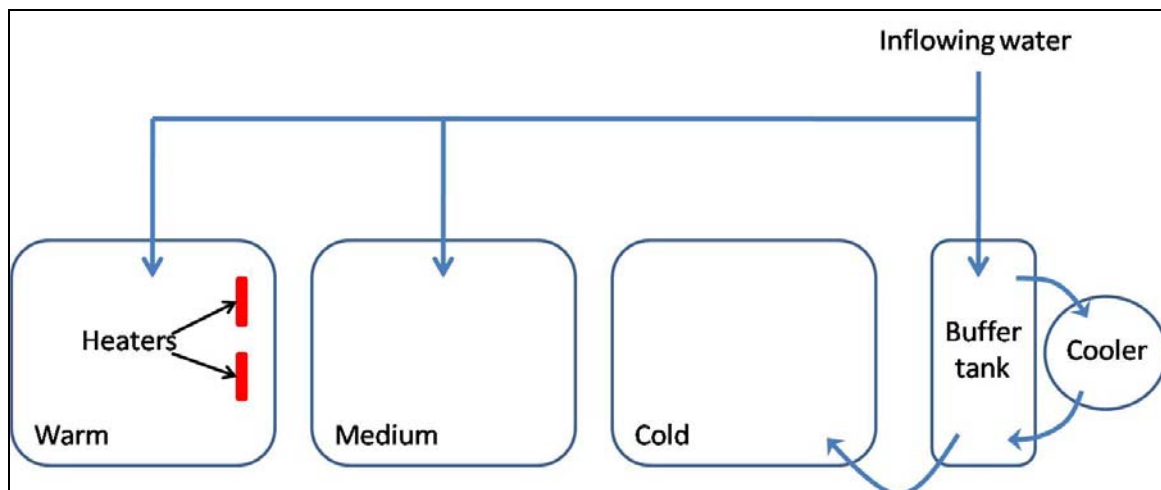 Inflowing water
Heaters
Buffer
tank
Cooler
Warm
Medium
Cold